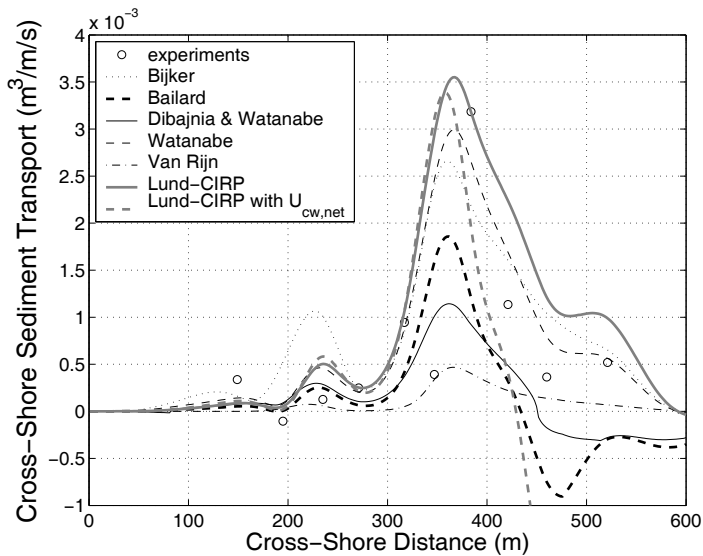 x 10−3
Cross−Shore Sediment Transport (m3/m/s)
4
3.5
3
2.5
2
1.5
1
0.5
0
−0.5
−1
experiments
Bijker
Bailard
Dibajnia & Watanabe
Watanabe
Van Rijn
Lund−CIRP
Lund−CIRP with Ucw,net
0 100 200 300 400 500 600
Cross−Shore Distance (m)